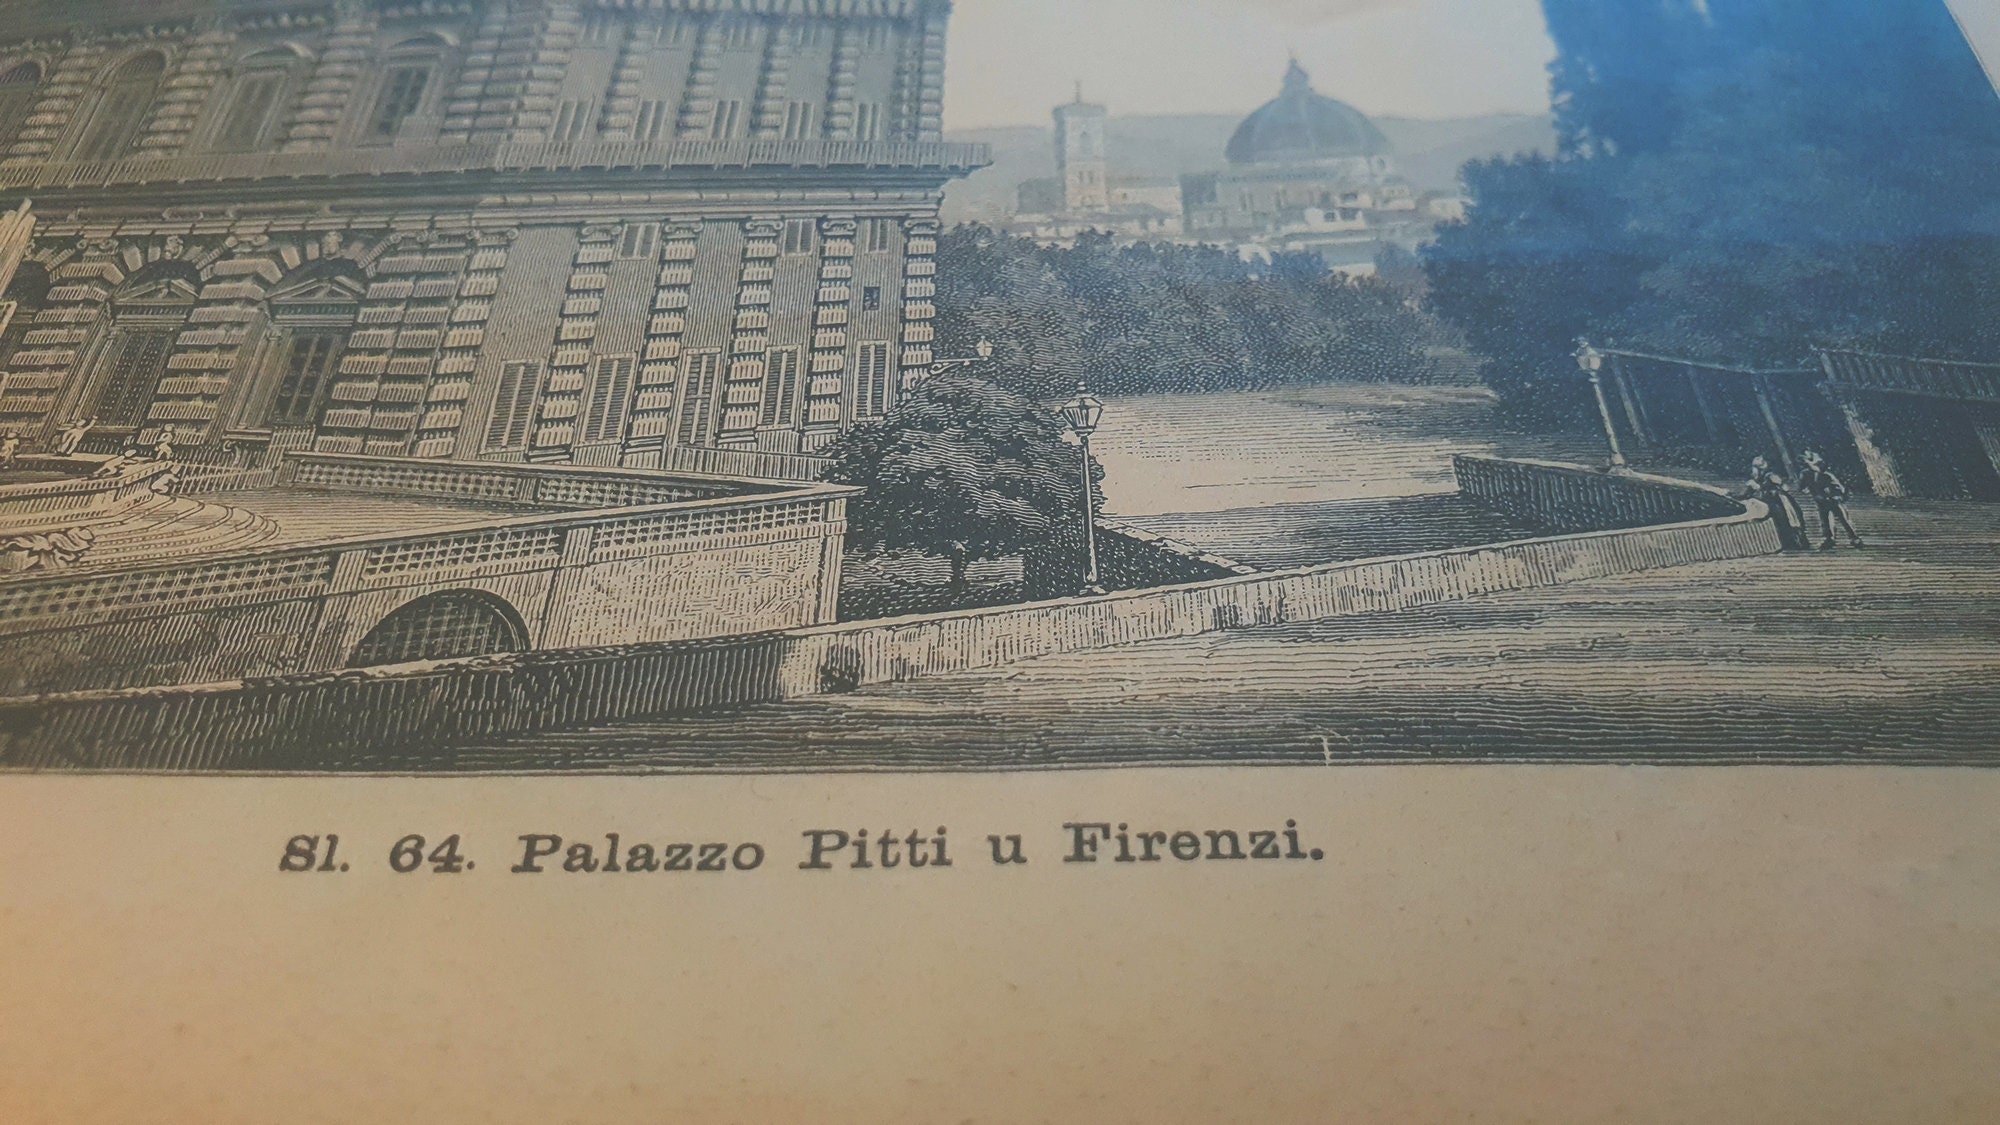 Sl. 64. Palazzo Pitti u Firenzi.